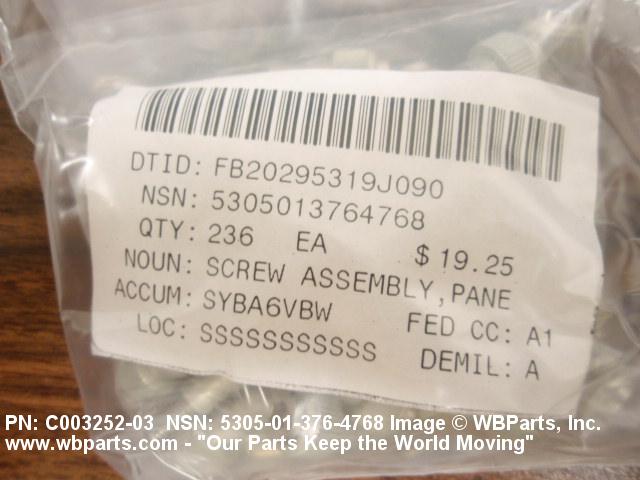 DTID: FB20295319J090
NSN: 5305013764768
QTY: 236 EA $ 19.25
NOUN: SCREW ASSEMBLY,PANE
ACCUM: SYBA6VBW FED CC: A1
LOC: SSSSSSSSSSS DEMIL: A
PN: C003252-03 NSN: 5305-01-376-4768 Image © WBParts, Inc.
www.wbparts.com - "Our Parts Keep the World Moving"